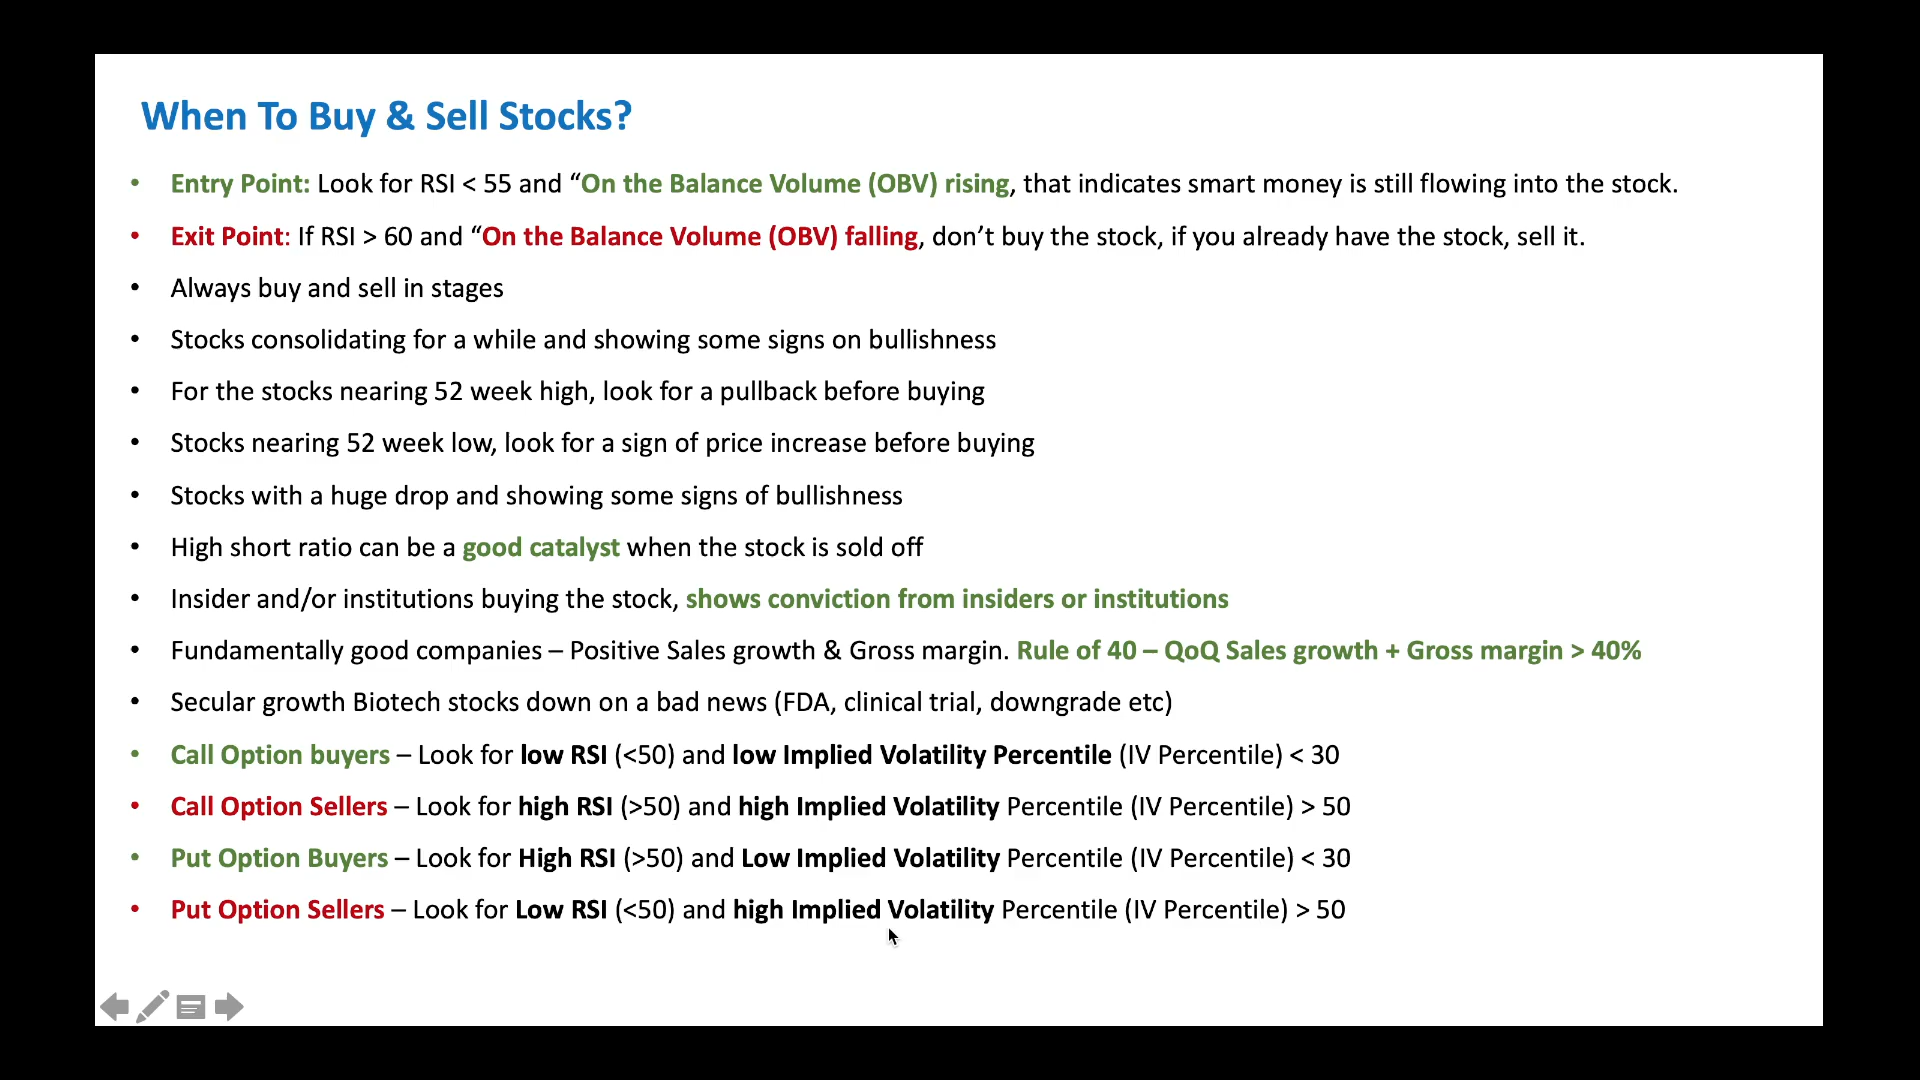 When To Buy & Sell Stocks?
• Entry Point: Look for RSI < 55 and “On the Balance Volume (OBV) rising, that indicates smart money is still flowing into the stock.
• Exit Point: If RSI > 60 and “On the Balance Volume (OBV) falling, don’t buy the stock, if you already have the stock, sell it.
• Always buy and sell in stages
• Stocks consolidating for a while and showing some signs on bullishness
• For the stocks nearing 52 week high, look for a pullback before buying
• Stocks nearing 52 week low, look for a sign of price increase before buying
• Stocks with a huge drop and showing some signs of bullishness
• High short ratio can be a good catalyst when the stock is sold off
• Insider and/or institutions buying the stock, shows conviction from insiders or institutions
• Fundamentally good companies – Positive Sales growth & Gross margin. Rule of 40 – QoQ Sales growth + Gross margin > 40%
• Secular growth Biotech stocks down on a bad news (FDA, clinical trial, downgrade etc)
• Call Option buyers – Look for low RSI (<50) and low Implied Volatility Percentile (IV Percentile) < 30
• Call Option Sellers – Look for high RSI (>50) and high Implied Volatility Percentile (IV Percentile) > 50
• Put Option Buyers – Look for High RSI (>50) and Low Implied Volatility Percentile (IV Percentile) < 30
• Put Option Sellers – Look for Low RSI (<50) and high Implied Volatility Percentile (IV Percentile) > 50